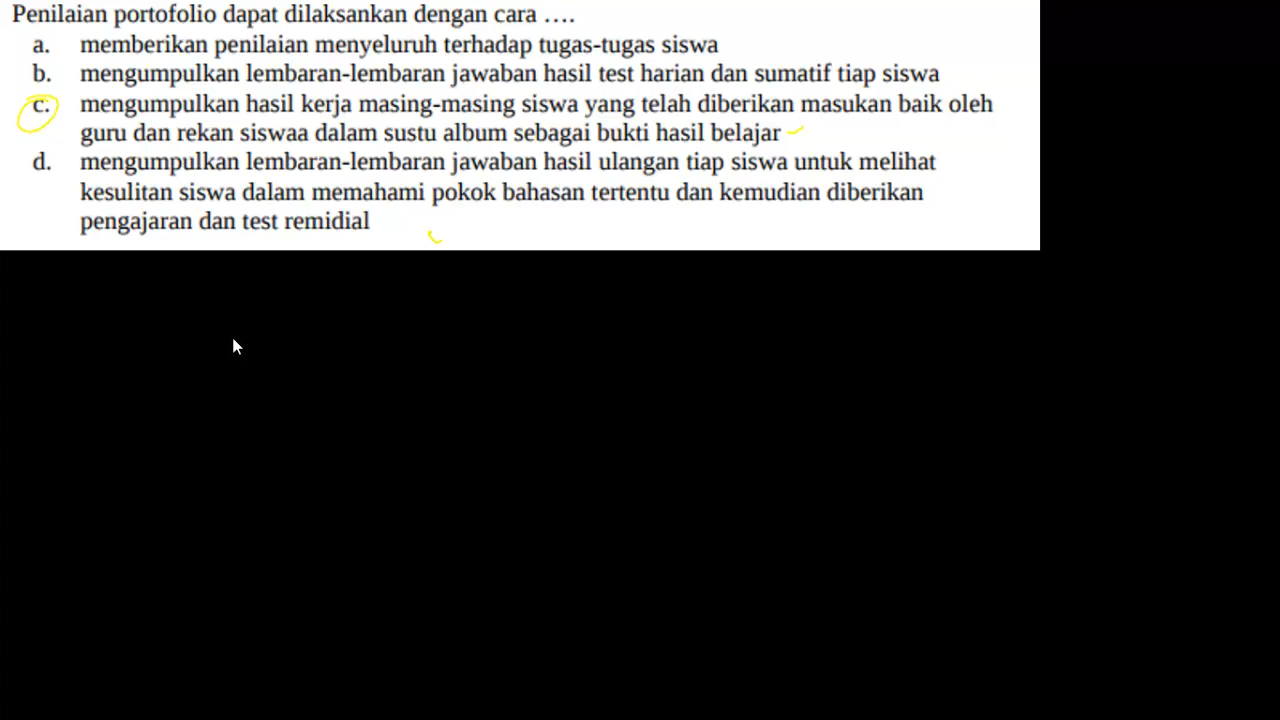 Penilaian portofolio dapat dilaksankan dengan cara ….
a. memberikan penilaian menyeluruh terhadap tugas-tugas siswa
b. mengumpulkan lembaran-lembaran jawaban hasil test harian dan sumatif tiap siswa
c. mengumpulkan hasil kerja masing-masing siswa yang telah diberikan masukan baik oleh
guru dan rekan siswaa dalam sustu album sebagai bukti hasil belajar
d. mengumpulkan lembaran-lembaran jawaban hasil ulangan tiap siswa untuk melihat
kesulitan siswa dalam memahami pokok bahasan tertentu dan kemudian diberikan
pengajaran dan test remidial